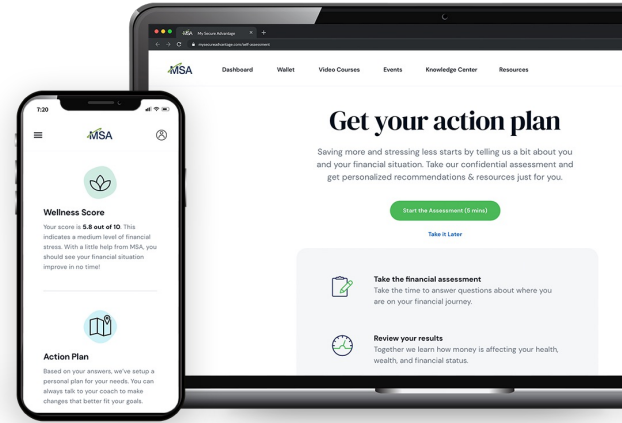 MSA My Secure Advantage
mysecureadvantage.com/self-assessment
MSA Dashboard Wallet Video Courses Events Knowledge Center Resources
Get your action plan
Saving more and stressing less starts by telling us a bit about you
and your financial situation. Take our confidential assessment and
get personalized recommendations & resources just for you.
Start the Assessment (5 mins)
Take it Later
Take the financial assessment
Take the time to answer questions about where you
are on your financial journey.
Review your results
Together we learn how money is affecting your health,
wealth, and financial status.
7:20
MSA
Wellness Score
Your score is 5.8 out of 10. This
indicates a medium level of financial
stress. With a little help from MSA, you
should see your financial situation
improve in no time!
Action Plan
Based on your answers, we've setup a
personal plan for your needs. You can
always talk to your coach to make
changes that better fit your goals.